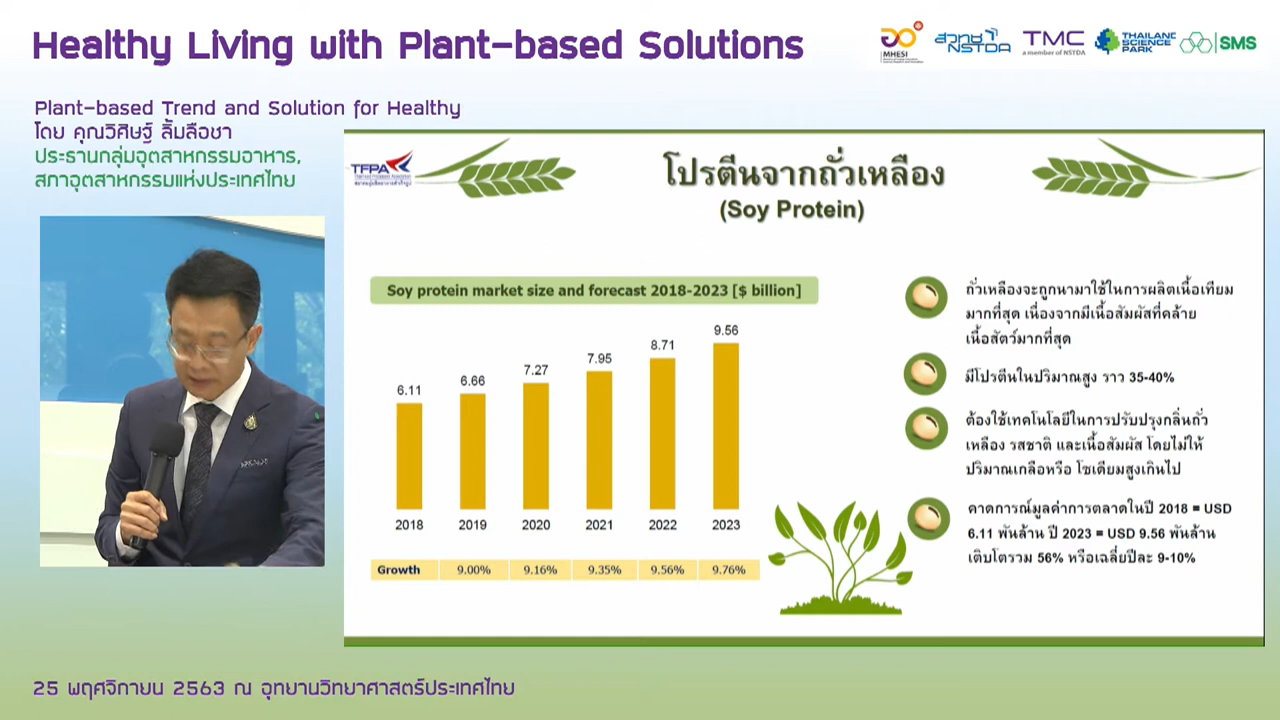 Healthy Living with Plant-based Solutions
MHESI
สวทช
NSTDA
TMC
a member of NSTDA
THAILAND
SCIENCE
PARK
SMS
Plant-based Trend and Solution for Healthy
โดย คุณวิศิษฐ์ ลิ้มลือชา
ประธานกลุ่มอุตสาหกรรมอาหาร,
สภาอุตสาหกรรมแห่งประเทศไทย
TFPA
โปรตีนจากถั่วเหลือง
(Soy Protein)
Soy protein market size and forecast 2018-2023 [$ billion]
6.11 6.66 7.27 7.95 8.71 9.56
2018 2019 2020 2021 2022 2023
Growth 9.00% 9.16% 9.35% 9.56% 9.76%
ถั่วเหลืองจะถูกนามาใช้ในการผลิตเนื้อเทียม
มากที่สุด เนื่องจากมีเนื้อสัมผัสที่คล้าย
เนื้อสัตว์มากที่สุด
มีโปรตีนในปริมาณสูง ราว 35-40%
ต้องใช้เทคโนโลยีในการปรับปรุงกลิ่นถั่ว
เหลือง รสชาติ และเนื้อสัมผัส โดยไม่ให้
ปริมาณเกลือหรือ โซเดียมสูงเกินไป
คาดการณ์มูลค่าการตลาดในปี 2018 = USD
6.11 พันล้าน ปี 2023 = USD 9.56 พันล้าน
เติบโตรวม 56% หรือเฉลี่ยปีละ 9-10%
25 พฤศจิกายน 2563 ณ อุทยานวิทยาศาสตร์ประเทศไทย